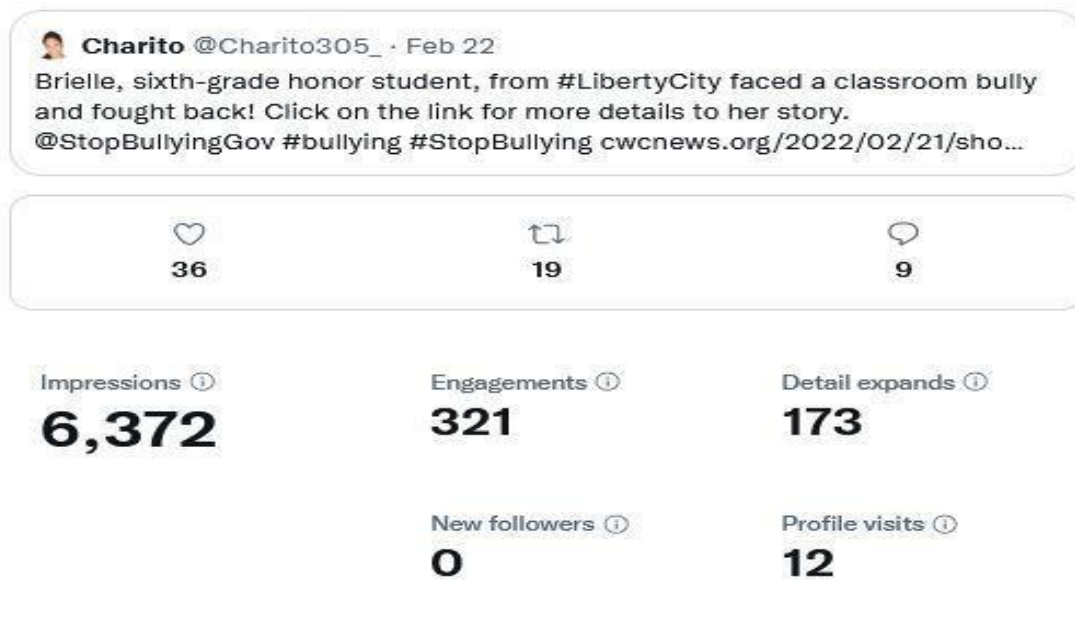 Charito @Charito305_ · Feb 22
Brielle, sixth-grade honor student, from #LibertyCity faced a classroom bully
and fought back! Click on the link for more details to her story.
@StopBullyingGov #bullying #StopBullying cwcnews.org/2022/02/21/sho...
36 19 9
Impressions Engagements Detail expands
6,372 321 173
New followers Profile visits
0 12